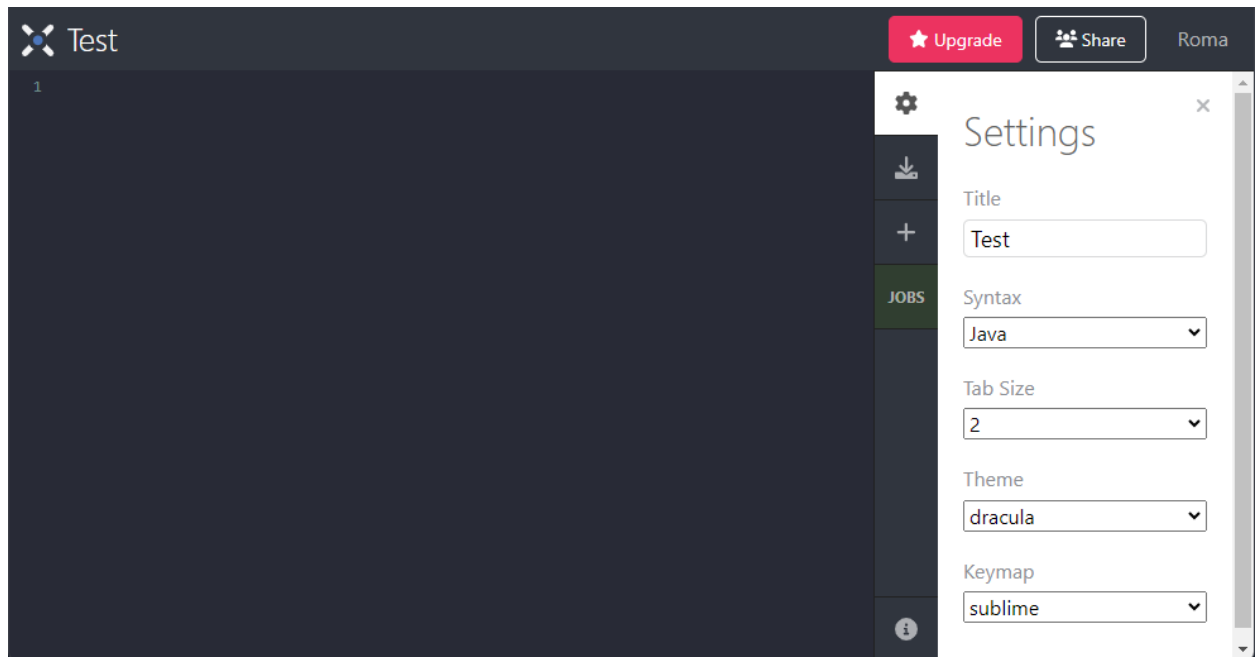 Test
Upgrade
Share
Roma
1
JOBS
Settings
×
Title
Test
Syntax
Java
Tab Size
2
Theme
dracula
Keymap
sublime